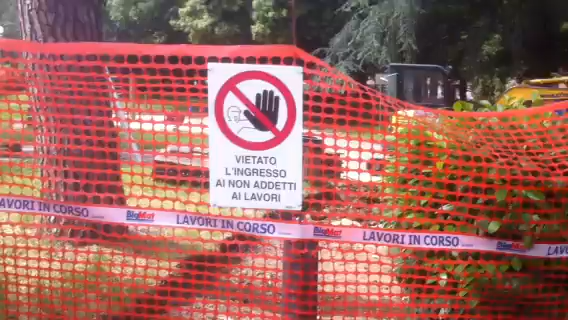 VIETATO
L'INGRESSO
AI NON ADDETTI
AI LAVORI
LAVORI IN CORSO BigMat LAVORI IN CORSO BigMat LAVORI IN CORSO BigMat LAVORI IN CORSO